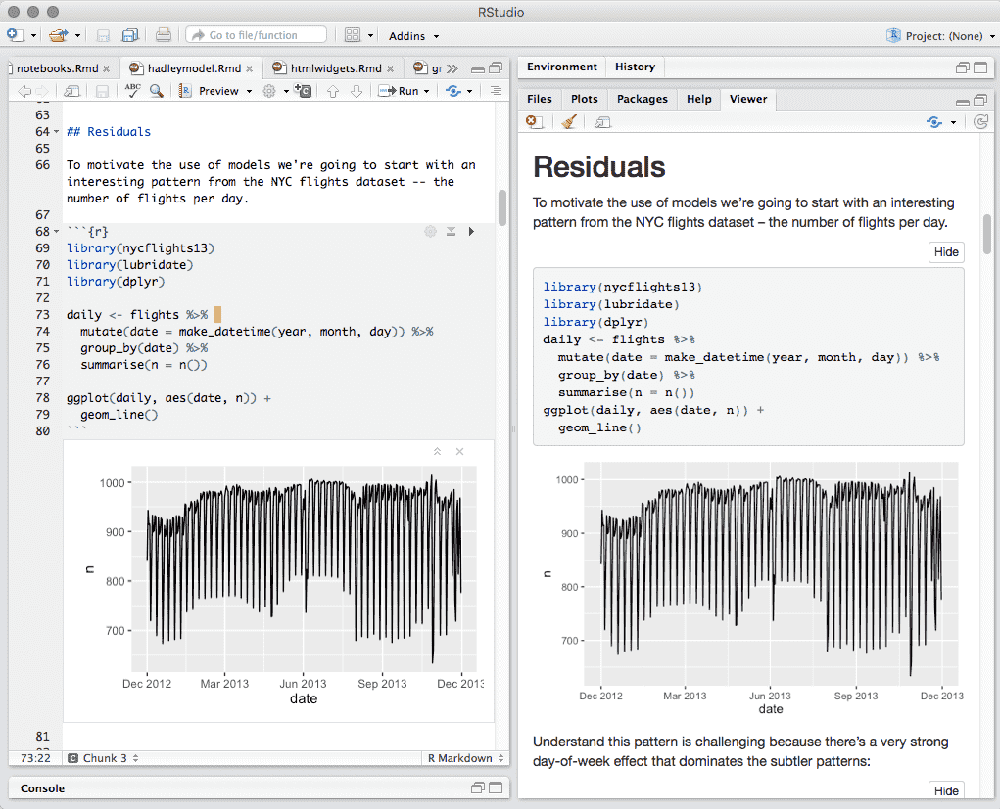 RStudio
Go to file/function
Addins
Project: (None)
notebooks.Rmd
hadleymodel.Rmd
htmlwidgets.Rmd
gr
ABC
Preview
Run
63
64 ## Residuals
65
66 To motivate the use of models we're going to start with an
interesting pattern from the NYC flights dataset -- the
number of flights per day.
67
68 ```{r}
69 library(nycflights13)
70 library(lubridate)
71 library(dplyr)
72
73 daily <- flights %>%
74 mutate(date = make_datetime(year, month, day)) %>%
75 group_by(date) %>%
76 summarise(n = n())
77
78 ggplot(daily, aes(date, n)) +
79 geom_line()
80 ```
1000
900
n
800
700
Dec 2012 Mar 2013 Jun 2013 Sep 2013 Dec 2013
date
81
73:22 C Chunk 3 R Markdown
Console
Environment History
Files Plots Packages Help Viewer
Residuals
To motivate the use of models we're going to start with an interesting
pattern from the NYC flights dataset – the number of flights per day.
Hide
library(nycflights13)
library(lubridate)
library(dplyr)
daily <- flights %>%
mutate(date = make_datetime(year, month, day)) %>%
group_by(date) %>%
summarise(n = n())
ggplot(daily, aes(date, n)) +
geom_line()
1000
900
n
800
700
Dec 2012 Mar 2013 Jun 2013 Sep 2013 Dec 2013
date
Understand this pattern is challenging because there's a very strong
day-of-week effect that dominates the subtler patterns:
Hide